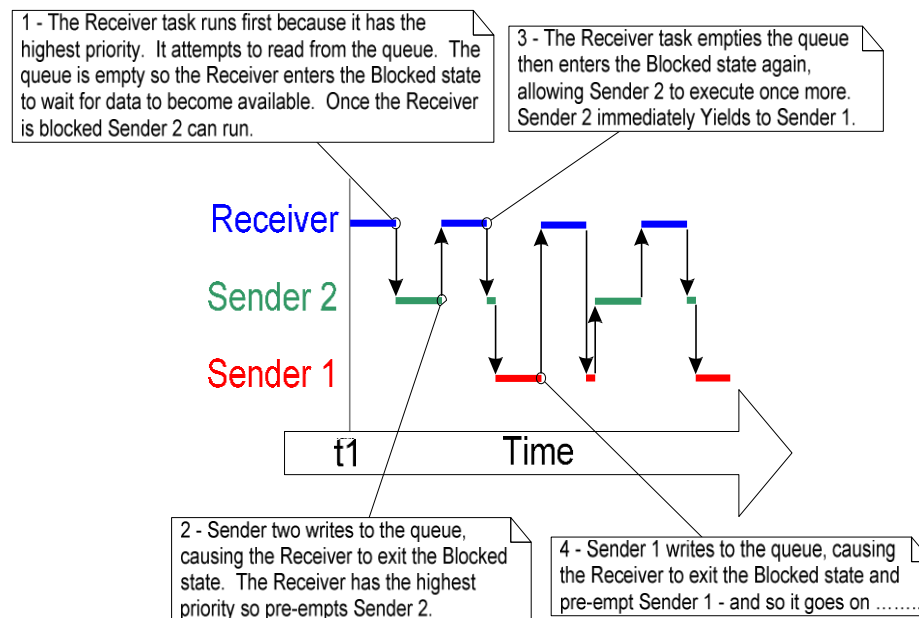 1 - The Receiver task runs first because it has the
highest priority.  It attempts to read from the queue.  The
queue is empty so the Receiver enters the Blocked state
to wait for data to become available.  Once the Receiver
is blocked Sender 2 can run.
3 - The Receiver task empties the queue
then enters the Blocked state again,
allowing Sender 2 to execute once more.
Sender 2 immediately Yields to Sender 1.
Receiver
Sender 2
Sender 1
t1
Time
2 - Sender two writes to the queue,
causing the Receiver to exit the Blocked
state.  The Receiver has the highest
priority so pre-empts Sender 2.
4 - Sender 1 writes to the queue, causing
the Receiver to exit the Blocked state and
pre-empt Sender 1 - and so it goes on ……..